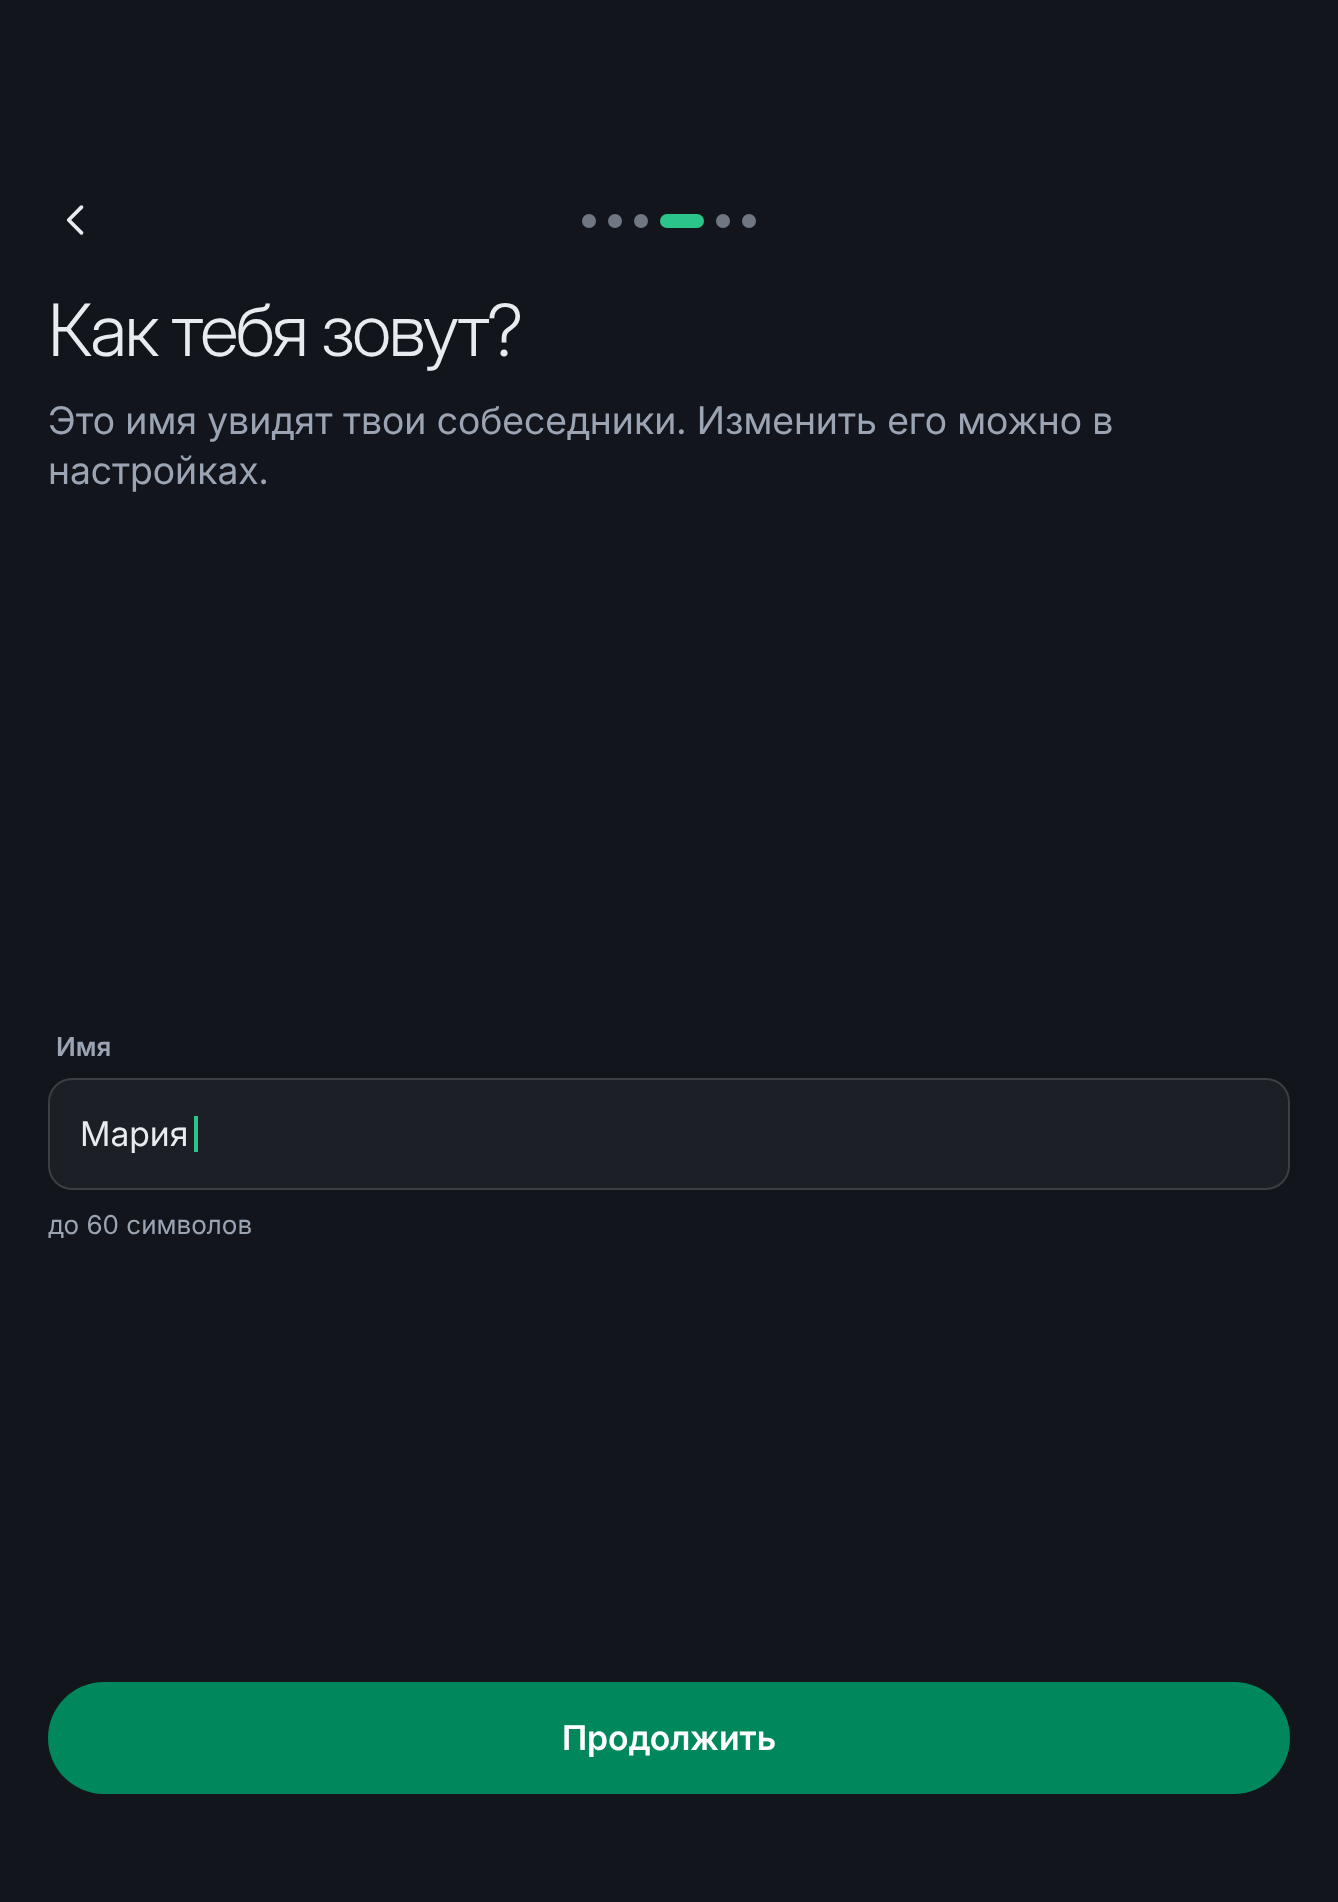 Как тебя зовут?
Это имя увидят твои собеседники. Изменить его можно в
настройках.
Имя
Мария
до 60 символов
Продолжить